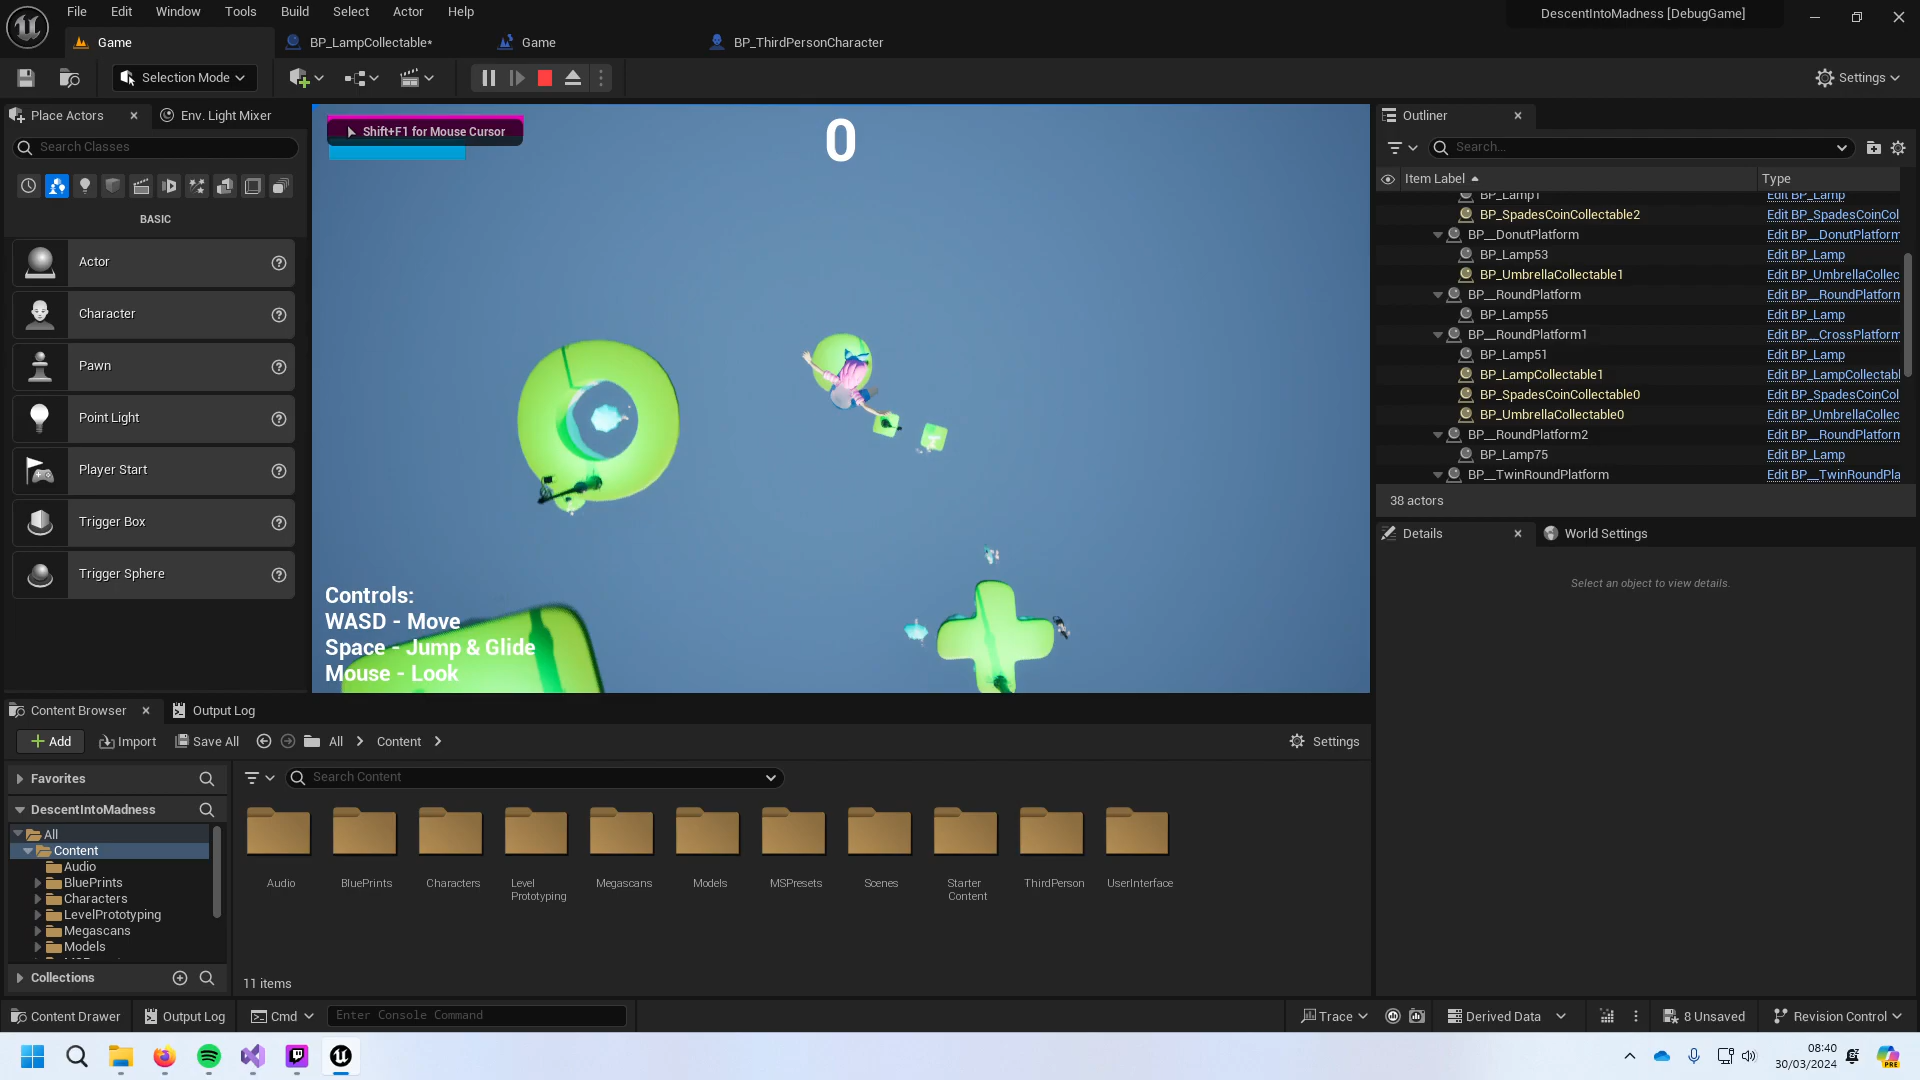 File Edit Window Tools Build Select Actor Help
DescentIntoMadness [DebugGame]
Game
BP_LampCollectable*
Game
BP_ThirdPersonCharacter
Selection Mode
Settings
Place Actors
Env. Light Mixer
Search Classes
BASIC
Actor
Character
Pawn
Point Light
Player Start
Trigger Box
Trigger Sphere
Shift+F1 for Mouse Cursor
0
Controls:
WASD - Move
Space - Jump & Glide
Mouse - Look
Outliner
Search...
Item Label Type
BP_Lamp1 Edit BP_Lamp
BP_SpadesCoinCollectable2 Edit BP_SpadesCoinCol
BP__DonutPlatform Edit BP__DonutPlatform
BP_Lamp53 Edit BP_Lamp
BP_UmbrellaCollectable1 Edit BP_UmbrellaCollec
BP__RoundPlatform Edit BP__RoundPlatform
BP_Lamp55 Edit BP_Lamp
BP__RoundPlatform1 Edit BP__CrossPlatform
BP_Lamp51 Edit BP_Lamp
BP_LampCollectable1 Edit BP_LampCollectabl
BP_SpadesCoinCollectable0 Edit BP_SpadesCoinCol
BP_UmbrellaCollectable0 Edit BP_UmbrellaCollec
BP__RoundPlatform2 Edit BP__RoundPlatform
BP_Lamp75 Edit BP_Lamp
BP__TwinRoundPlatform Edit BP__TwinRoundPla
38 actors
Details
World Settings
Select an object to view details.
Content Browser
Output Log
Add
Import
Save All
All
Content
Settings
Favorites
DescentIntoMadness
All
Content
Audio
BluePrints
Characters
LevelPrototyping
Megascans
Models
Collections
Search Content
Audio
BluePrints
Characters
Level
Prototyping
Megascans
Models
MSPresets
Scenes
Starter
Content
ThirdPerson
UserInterface
11 items
Content Drawer
Output Log
Cmd
Enter Console Command
Trace
Derived Data
8 Unsaved
Revision Control
08:40
30/03/2024
PRE